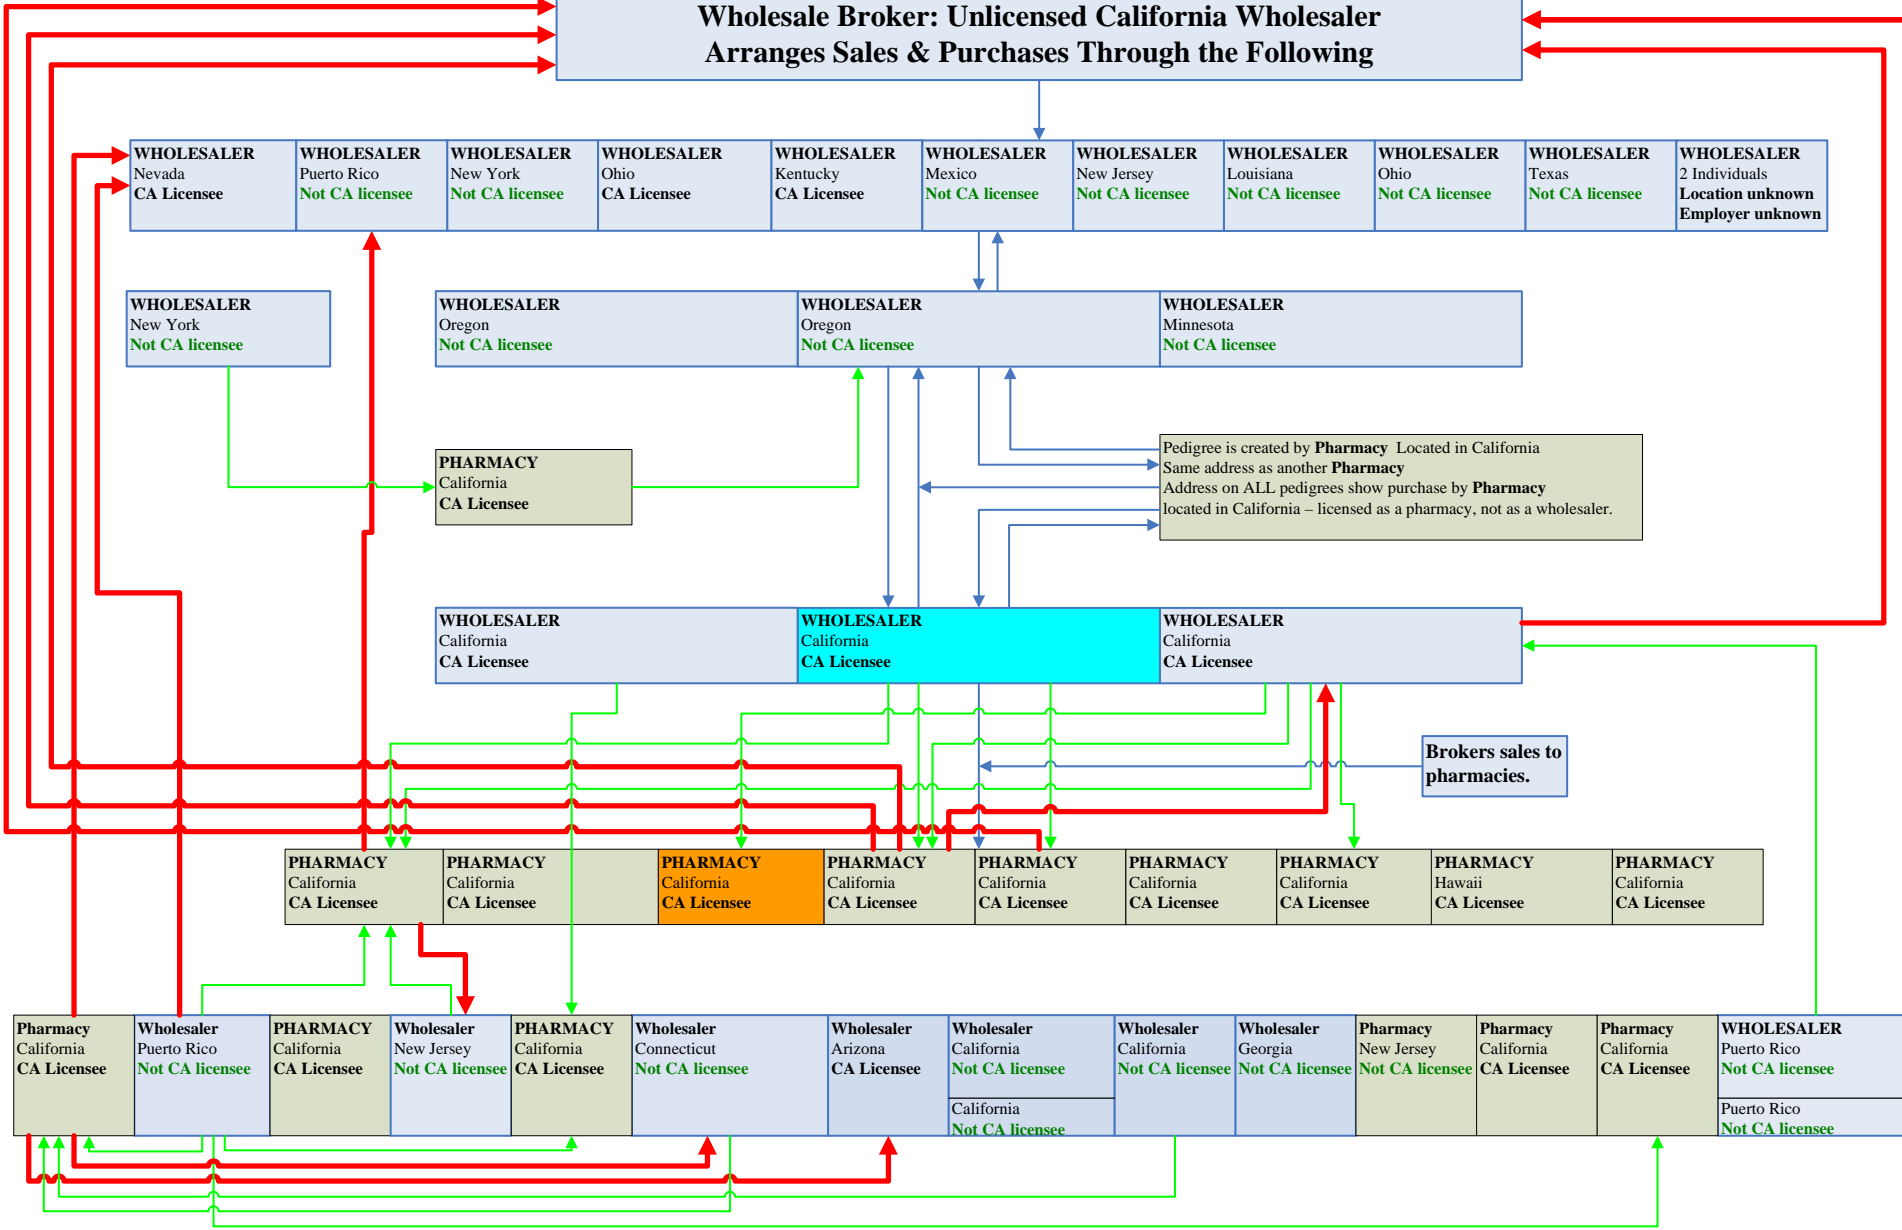 Wholesale Broker: Unlicensed California Wholesaler
Arranges Sales & Purchases Through the Following
WHOLESALER
Nevada
CA Licensee
WHOLESALER
Puerto Rico
Not CA licensee
WHOLESALER
New York
Not CA licensee
WHOLESALER
Ohio
CA Licensee
WHOLESALER
Kentucky
CA Licensee
WHOLESALER
Mexico
Not CA licensee
WHOLESALER
New Jersey
Not CA licensee
WHOLESALER
Louisiana
Not CA licensee
WHOLESALER
Ohio
Not CA licensee
WHOLESALER
Texas
Not CA licensee
WHOLESALER
2 Individuals
Location unknown
Employer unknown
WHOLESALER
New York
Not CA licensee
WHOLESALER
Oregon
Not CA licensee
WHOLESALER
Oregon
Not CA licensee
WHOLESALER
Minnesota
Not CA licensee
PHARMACY
California
CA Licensee
Pedigree is created by Pharmacy Located in California
Same address as another Pharmacy
Address on ALL pedigrees show purchase by Pharmacy
located in California – licensed as a pharmacy, not as a wholesaler.
WHOLESALER
California
CA Licensee
WHOLESALER
California
CA Licensee
WHOLESALER
California
CA Licensee
Brokers sales to
pharmacies.
PHARMACY
California
CA Licensee
PHARMACY
California
CA Licensee
PHARMACY
California
CA Licensee
PHARMACY
California
CA Licensee
PHARMACY
California
CA Licensee
PHARMACY
California
CA Licensee
PHARMACY
California
CA Licensee
PHARMACY
Hawaii
CA Licensee
PHARMACY
California
CA Licensee
Pharmacy
California
CA Licensee
Wholesaler
Puerto Rico
Not CA licensee
PHARMACY
California
CA Licensee
Wholesaler
New Jersey
Not CA licensee
PHARMACY
California
CA Licensee
Wholesaler
Connecticut
Not CA licensee
Wholesaler
Arizona
CA Licensee
Wholesaler
California
Not CA licensee
California
Not CA licensee
Wholesaler
California
Not CA licensee
Wholesaler
Georgia
Not CA licensee
Pharmacy
New Jersey
Not CA licensee
Pharmacy
California
CA Licensee
Pharmacy
California
CA Licensee
WHOLESALER
Puerto Rico
Not CA licensee
Puerto Rico
Not CA licensee